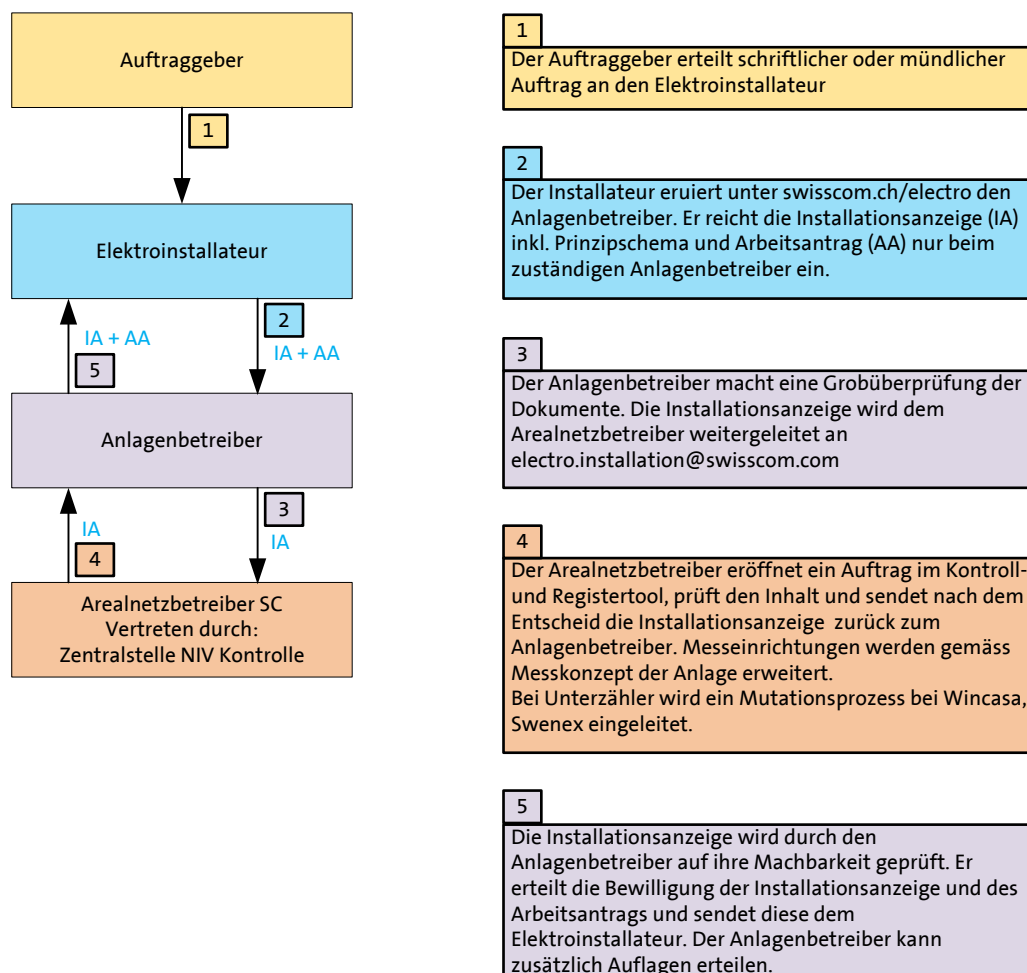 Auftraggeber
1
Elektroinstallateur
IA + AA
5
2
IA + AA
Anlagenbetreiber
IA
4
3
IA
Arealnetzbetreiber SC
Vertreten durch:
Zentralstelle NIV Kontrolle
1
Der Auftraggeber erteilt schriftlicher oder mündlicher
Auftrag an den Elektroinstallateur
2
Der Installateur eruiert unter swisscom.ch/electro den
Anlagenbetreiber. Er reicht die Installationsanzeige (IA)
inkl. Prinzipschema und Arbeitsantrag (AA) nur beim
zuständigen Anlagenbetreiber ein.
3
Der Anlagenbetreiber macht eine Grobüberprüfung der
Dokumente. Die Installationsanzeige wird dem
Arealnetzbetreiber weitergeleitet an
electro.installation@swisscom.com
4
Der Arealnetzbetreiber eröffnet ein Auftrag im Kontroll-
und Registertool, prüft den Inhalt und sendet nach dem
Entscheid die Installationsanzeige zurück zum
Anlagenbetreiber. Messeinrichtungen werden gemäss
Messkonzept der Anlage erweitert.
Bei Unterzähler wird ein Mutationsprozess bei Wincasa,
Swenex eingeleitet.
5
Die Installationsanzeige wird durch den
Anlagenbetreiber auf ihre Machbarkeit geprüft. Er
erteilt die Bewilligung der Installationsanzeige und des
Arbeitsantrags und sendet diese dem
Elektroinstallateur. Der Anlagenbetreiber kann
zusätzlich Auflagen erteilen.